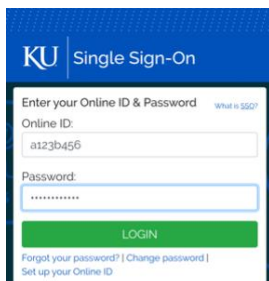 KU Single Sign-On
Enter your Online ID & Password What is SSO?
Online ID:
a123b456
Password:
••••••••••••
LOGIN
Forgot your password? | Change password |
Set up your Online ID